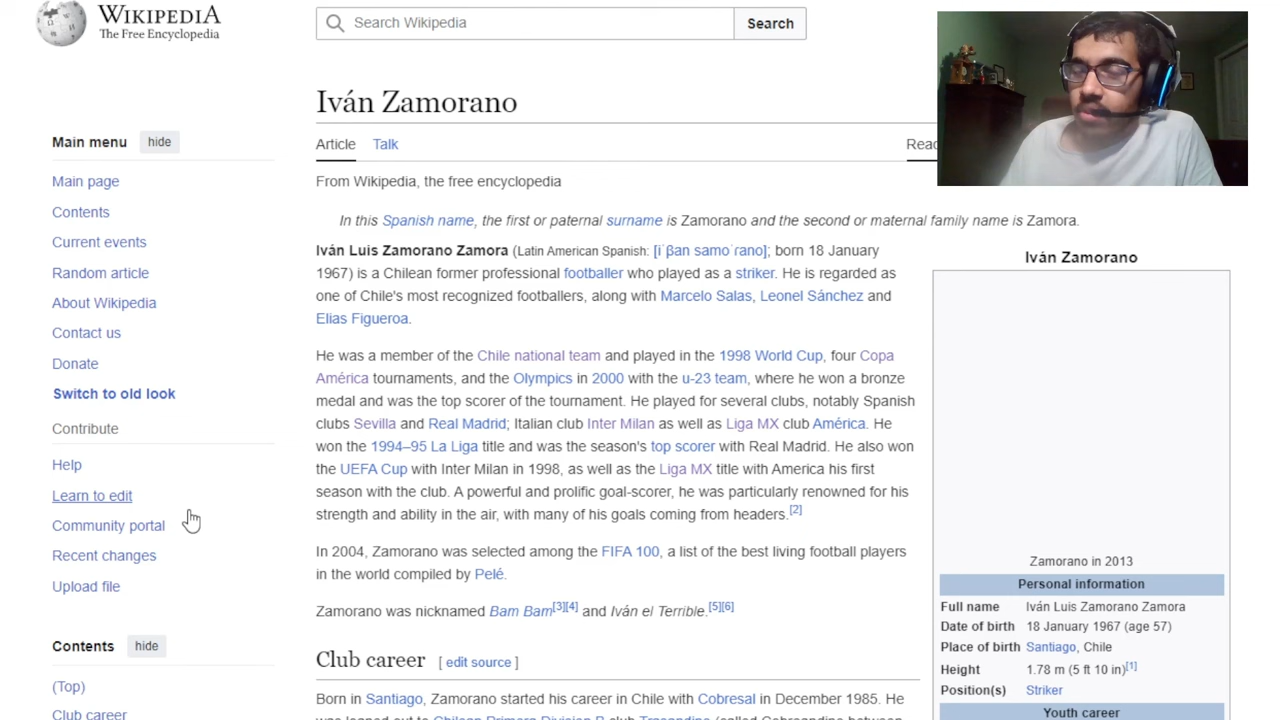 WIKIPEDIA
The Free Encyclopedia
Search Wikipedia
Search
Main menu hide
Main page
Contents
Current events
Random article
About Wikipedia
Contact us
Donate
Switch to old look
Contribute
Help
Learn to edit
Community portal
Recent changes
Upload file
Contents hide
(Top)
Club career
Iván Zamorano
Article Talk
Read
From Wikipedia, the free encyclopedia
In this Spanish name, the first or paternal surname is Zamorano and the second or maternal family name is Zamora.
Iván Luis Zamorano Zamora (Latin American Spanish: [iˈβan samoˈɾano]; born 18 January
1967) is a Chilean former professional footballer who played as a striker. He is regarded as
one of Chile's most recognized footballers, along with Marcelo Salas, Leonel Sánchez and
Elias Figueroa.
He was a member of the Chile national team and played in the 1998 World Cup, four Copa
América tournaments, and the Olympics in 2000 with the u-23 team, where he won a bronze
medal and was the top scorer of the tournament. He played for several clubs, notably Spanish
clubs Sevilla and Real Madrid; Italian club Inter Milan as well as Liga MX club América. He
won the 1994–95 La Liga title and was the season's top scorer with Real Madrid. He also won
the UEFA Cup with Inter Milan in 1998, as well as the Liga MX title with America his first
season with the club. A powerful and prolific goal-scorer, he was particularly renowned for his
strength and ability in the air, with many of his goals coming from headers.[2]
In 2004, Zamorano was selected among the FIFA 100, a list of the best living football players
in the world compiled by Pelé.
Zamorano was nicknamed Bam Bam[3][4] and Iván el Terrible.[5][6]
Club career [ edit source ]
Born in Santiago, Zamorano started his career in Chile with Cobresal in December 1985. He
was loaned out to Chilean Primera Division B club Trasandino (called Cobreandino between
Iván Zamorano
Zamorano in 2013
Personal information
Full name Iván Luis Zamorano Zamora
Date of birth 18 January 1967 (age 57)
Place of birth Santiago, Chile
Height 1.78 m (5 ft 10 in)[1]
Position(s) Striker
Youth career